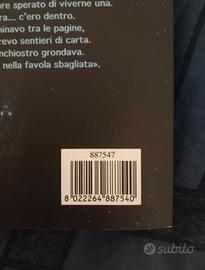 ore sperato di viverne una.
ra... c'ero dentro.
minavo tra le pagine,
revo sentieri di carta.
nchiostro grondava.
nella favola sbagliata».
887547
8 022264 887540
subito